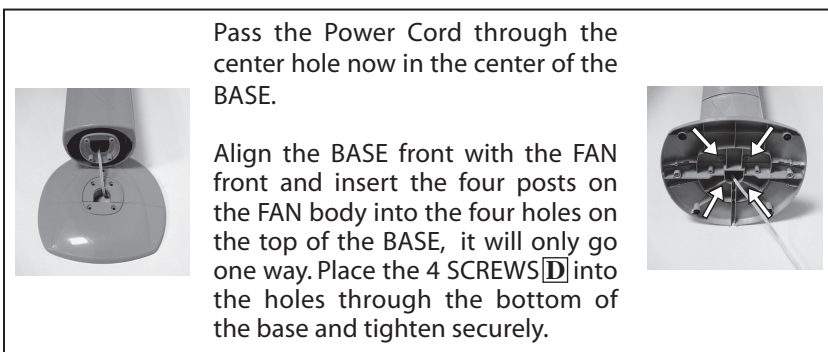 Pass the Power Cord through the
center hole now in the center of the
BASE.
Align the BASE front with the FAN
front and insert the four posts on
the FAN body into the four holes on
the top of the BASE, it will only go
one way. Place the 4 SCREWS D into
the holes through the bottom of
the base and tighten securely.